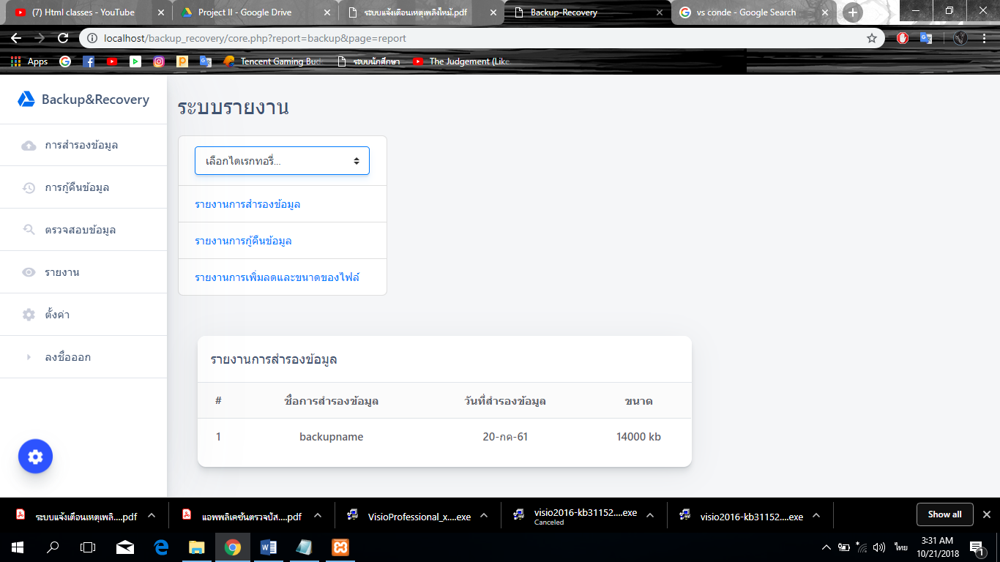 (7) Html classes - YouTube
Project II - Google Drive
ระบบแจ้งเตือนเหตุเพลิงไหม้.pdf
Backup-Recovery
vs conde - Google Search
localhost/backup_recovery/core.php?report=backup&page=report
Apps
Tencent Gaming Bud
ระบบนักศึกษา
The Judgement (Like
Backup&Recovery
การสำรองข้อมูล
การกู้คืนข้อมูล
ตรวจสอบข้อมูล
รายงาน
ตั้งค่า
ลงชื่อออก
ระบบรายงาน
เลือกไดเรกทอรี่...
รายงานการสำรองข้อมูล
รายงานการกู้คืนข้อมูล
รายงานการเพิ่มลดและขนาดของไฟล์
รายงานการสำรองข้อมูล
# ชื่อการสำรองข้อมูล วันที่สำรองข้อมูล ขนาด
1 backupname 20-กค-61 14000 kb
ระบบแจ้งเตือนเหตุเพลิ....pdf
แอพพลิเคชันตรวจบัส....pdf
VisioProfessional_x....exe
visio2016-kb31152....exe
Canceled
visio2016-kb31152....exe
Show all
ไทย
3:31 AM
10/21/2018
1